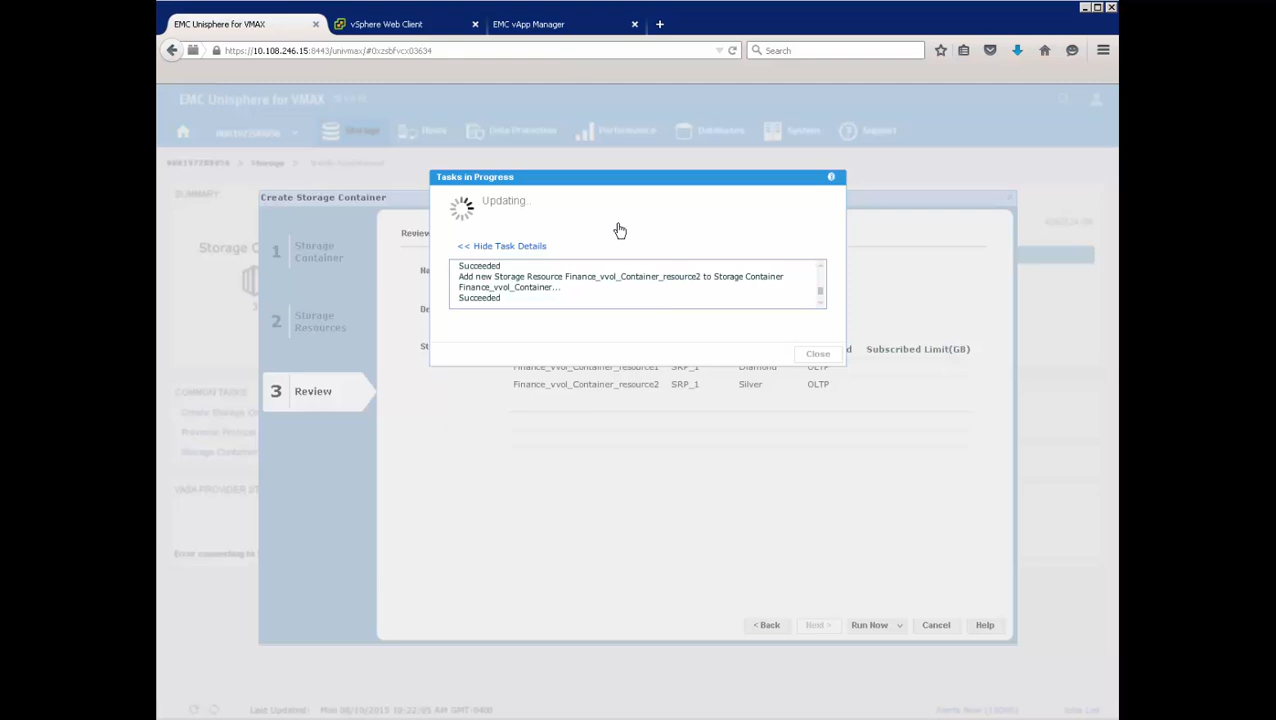 EMC Unisphere for VMAX
vSphere Web Client
EMC vApp Manager
https://10.108.246.15:8443/univmax/#0xzsbfvcx03634
Search
EMC Unisphere for VMAX
Storage
Hosts
Data Protection
Performance
Databases
System
Support
Storage
SUMMARY
Create Storage Container
Tasks in Progress
Updating..
<< Hide Task Details
Succeeded
Add new Storage Resource Finance_vvol_Container_resource2 to Storage Container
Finance_vvol_Container...
Succeeded
Close
1 Storage
Container
2 Storage
Resources
3 Review
Subscribed Limit(GB)
Finance_vvol_Container_resource1 SRP_1 Diamond OLTP
Finance_vvol_Container_resource2 SRP_1 Silver OLTP
COMMON TASKS
Create Storage
Storage Container
VASA PROVIDER
Error connecting to
< Back
Next >
Run Now
Cancel
Help
Last Updated: Mon 08/10/2015 10:22:05 AM GMT-0400